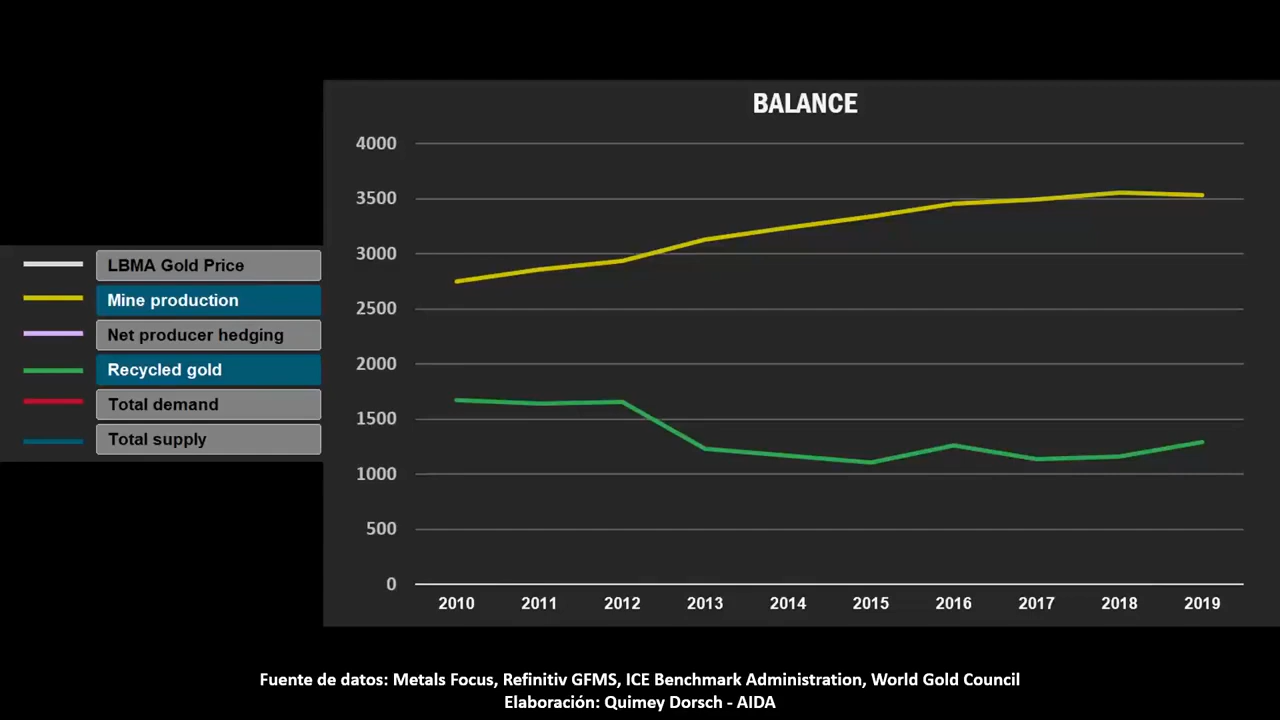 BALANCE
4000
3500
3000
2500
2000
1500
1000
500
0
2010 2011 2012 2013 2014 2015 2016 2017 2018 2019
LBMA Gold Price
Mine production
Net producer hedging
Recycled gold
Total demand
Total supply
Fuente de datos: Metals Focus, Refinitiv GFMS, ICE Benchmark Administration, World Gold Council
Elaboración: Quimey Dorsch - AIDA